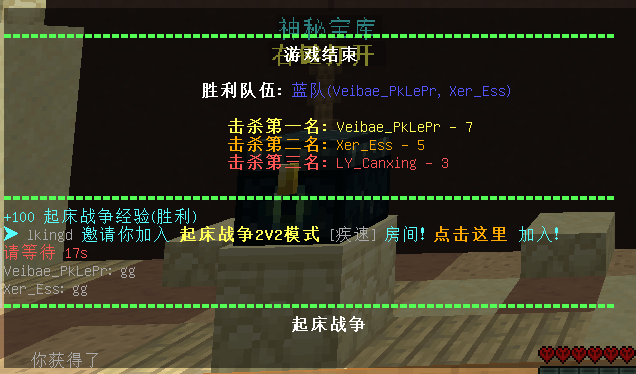 神秘宝库
右键打开
游戏结束
胜利队伍: 蓝队(Veibae_PkLePr, Xer_Ess)
击杀第一名: Veibae_PkLePr - 7
击杀第二名: Xer_Ess - 5
击杀第三名: LY_Canxing - 3
+100 起床战争经验(胜利)
lkingd 邀请你加入 起床战争2V2模式 [疾速] 房间! 点击这里 加入!
请等待 17s
Veibae_PkLePr: gg
Xer_Ess: gg
起床战争
你获得了